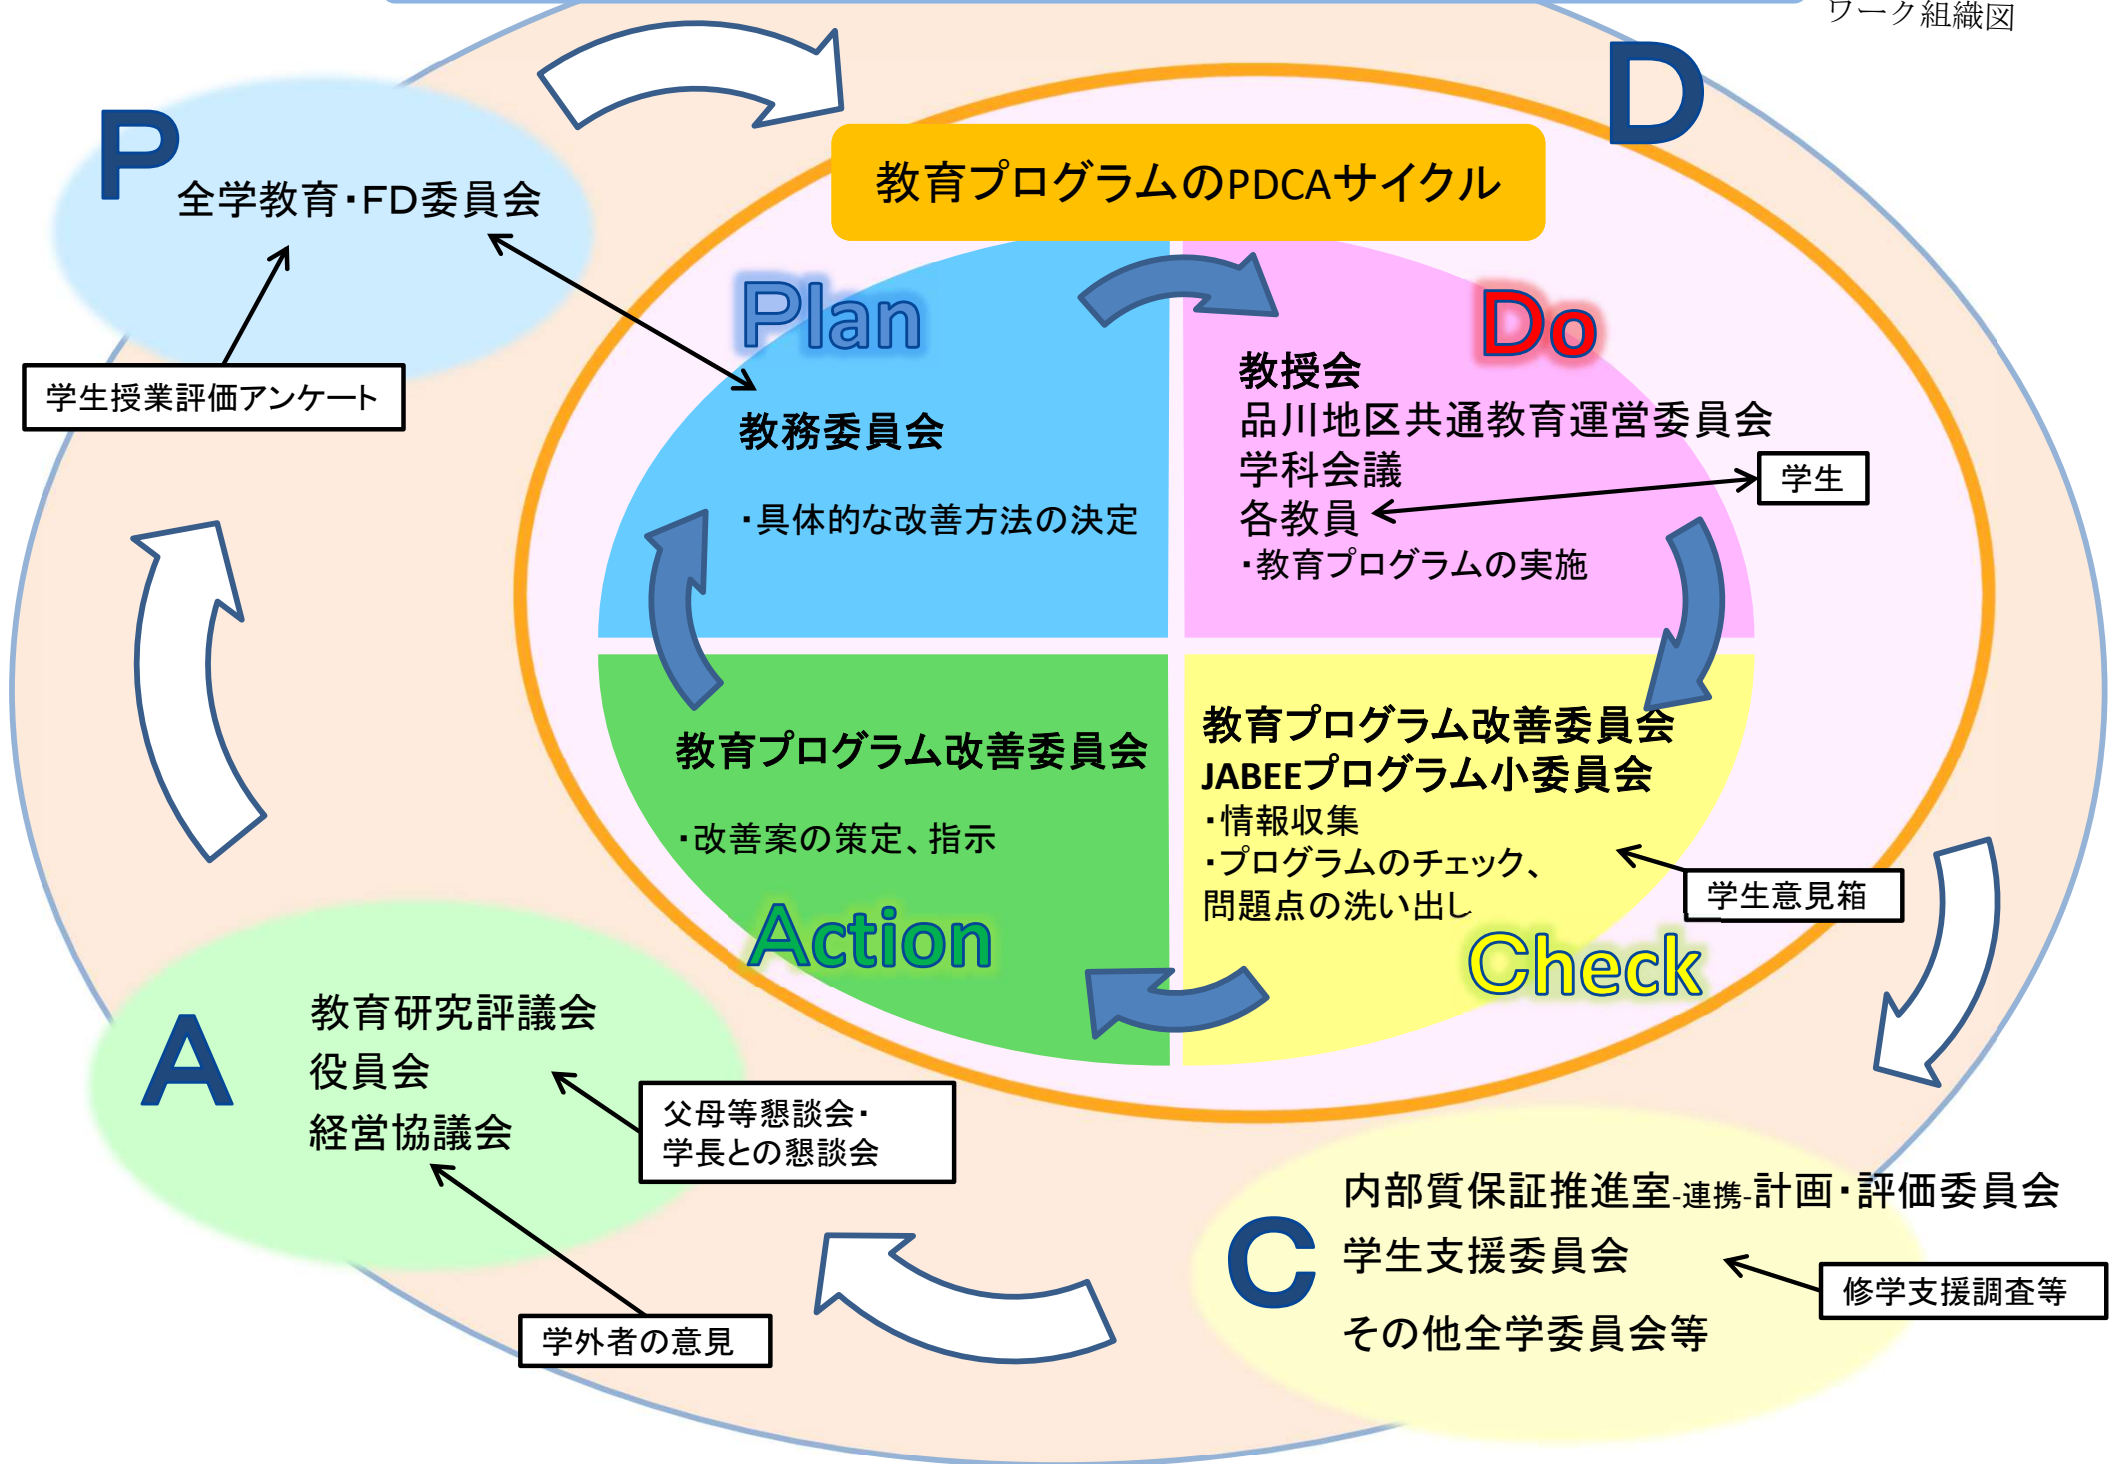 ワーク組織図
D
P
全学教育・FD委員会
教育プログラムのPDCAサイクル
Plan
Do
学生授業評価アンケート
教務委員会
・具体的な改善方法の決定
教授会
品川地区共通教育運営委員会
学科会議
各教員
・教育プログラムの実施
学生
教育プログラム改善委員会
・改善案の策定、指示
Action
教育プログラム改善委員会
JABEEプログラム小委員会
・情報収集
・プログラムのチェック、
問題点の洗い出し
学生意見箱
Check
A
教育研究評議会
役員会
経営協議会
父母等懇談会・
学長との懇談会
学外者の意見
C
内部質保証推進室-連携-計画・評価委員会
学生支援委員会
その他全学委員会等
修学支援調査等